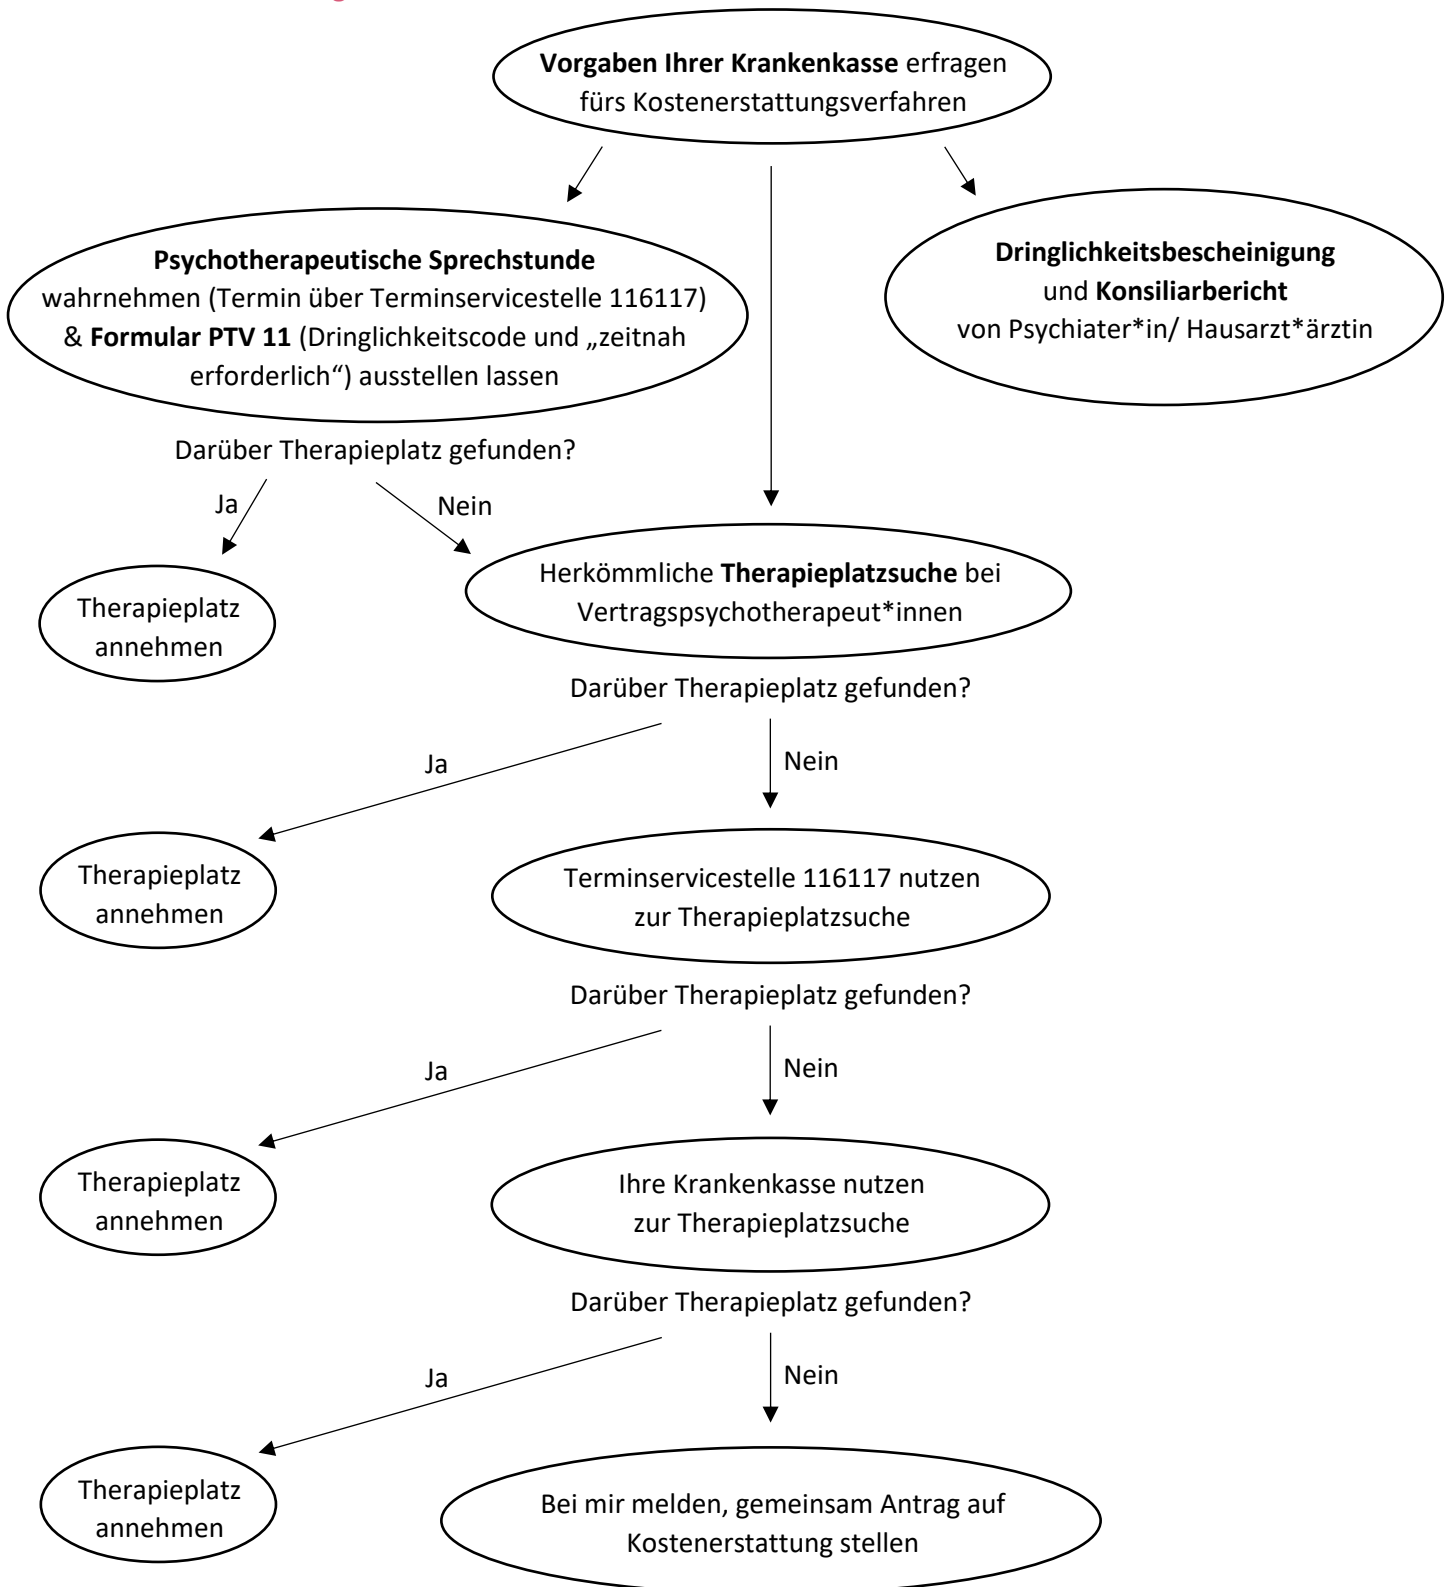 Vorgaben Ihrer Krankenkasse erfragen
fürs Kostenerstattungsverfahren
Psychotherapeutische Sprechstunde
wahrnehmen (Termin über Terminservicestelle 116117)
& Formular PTV 11 (Dringlichkeitscode und „zeitnah
erforderlich“) ausstellen lassen
Dringlichkeitsbescheinigung
und Konsiliarbericht
von Psychiater*in/ Hausarzt*ärztin
Darüber Therapieplatz gefunden?
Ja
Nein
Therapieplatz
annehmen
Herkömmliche Therapieplatzsuche bei
Vertragspsychotherapeut*innen
Darüber Therapieplatz gefunden?
Ja
Nein
Therapieplatz
annehmen
Terminservicestelle 116117 nutzen
zur Therapieplatzsuche
Darüber Therapieplatz gefunden?
Ja
Nein
Therapieplatz
annehmen
Ihre Krankenkasse nutzen
zur Therapieplatzsuche
Darüber Therapieplatz gefunden?
Ja
Nein
Therapieplatz
annehmen
Bei mir melden, gemeinsam Antrag auf
Kostenerstattung stellen